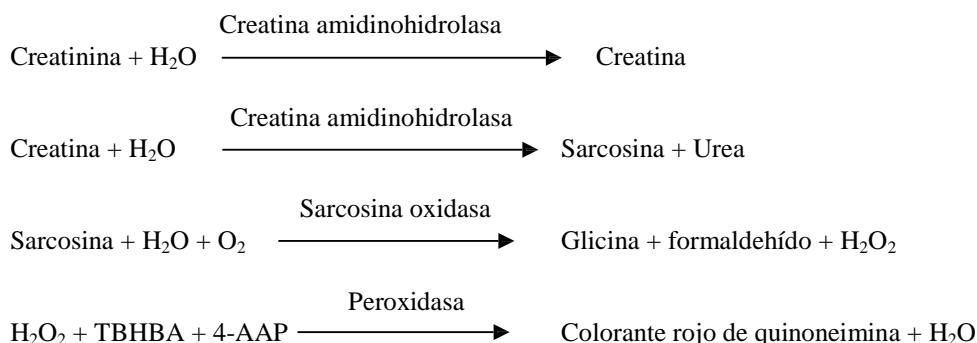 Creatina amidinohidrolasa
Creatinina + H₂O Creatina
Creatina amidinohidrolasa
Creatina + H₂O Sarcosina + Urea
Sarcosina oxidasa
Sarcosina + H₂O + O₂ Glicina + formaldehído + H₂O₂
Peroxidasa
H₂O₂ + TBHBA + 4-AAP Colorante rojo de quinoneimina + H₂O